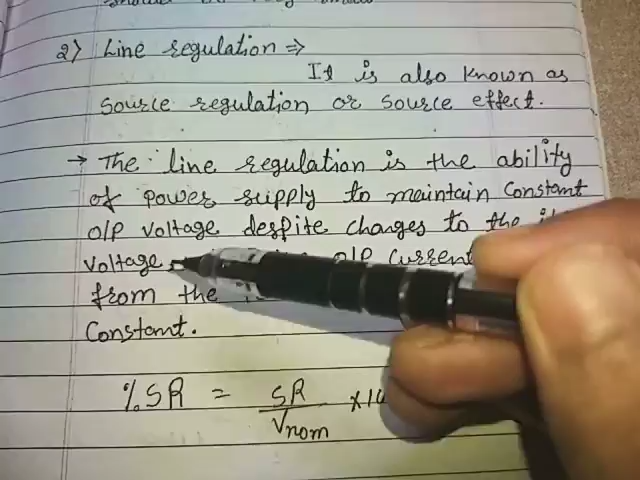 2) Line regulation ⇒
It is also known as
source regulation or source effect.
→ The line regulation is the ability
of power supply to maintain constant
O/P voltage despite changes to the
voltage, O/P current
from the
Constant.
% SR = SR / Vnom ×10